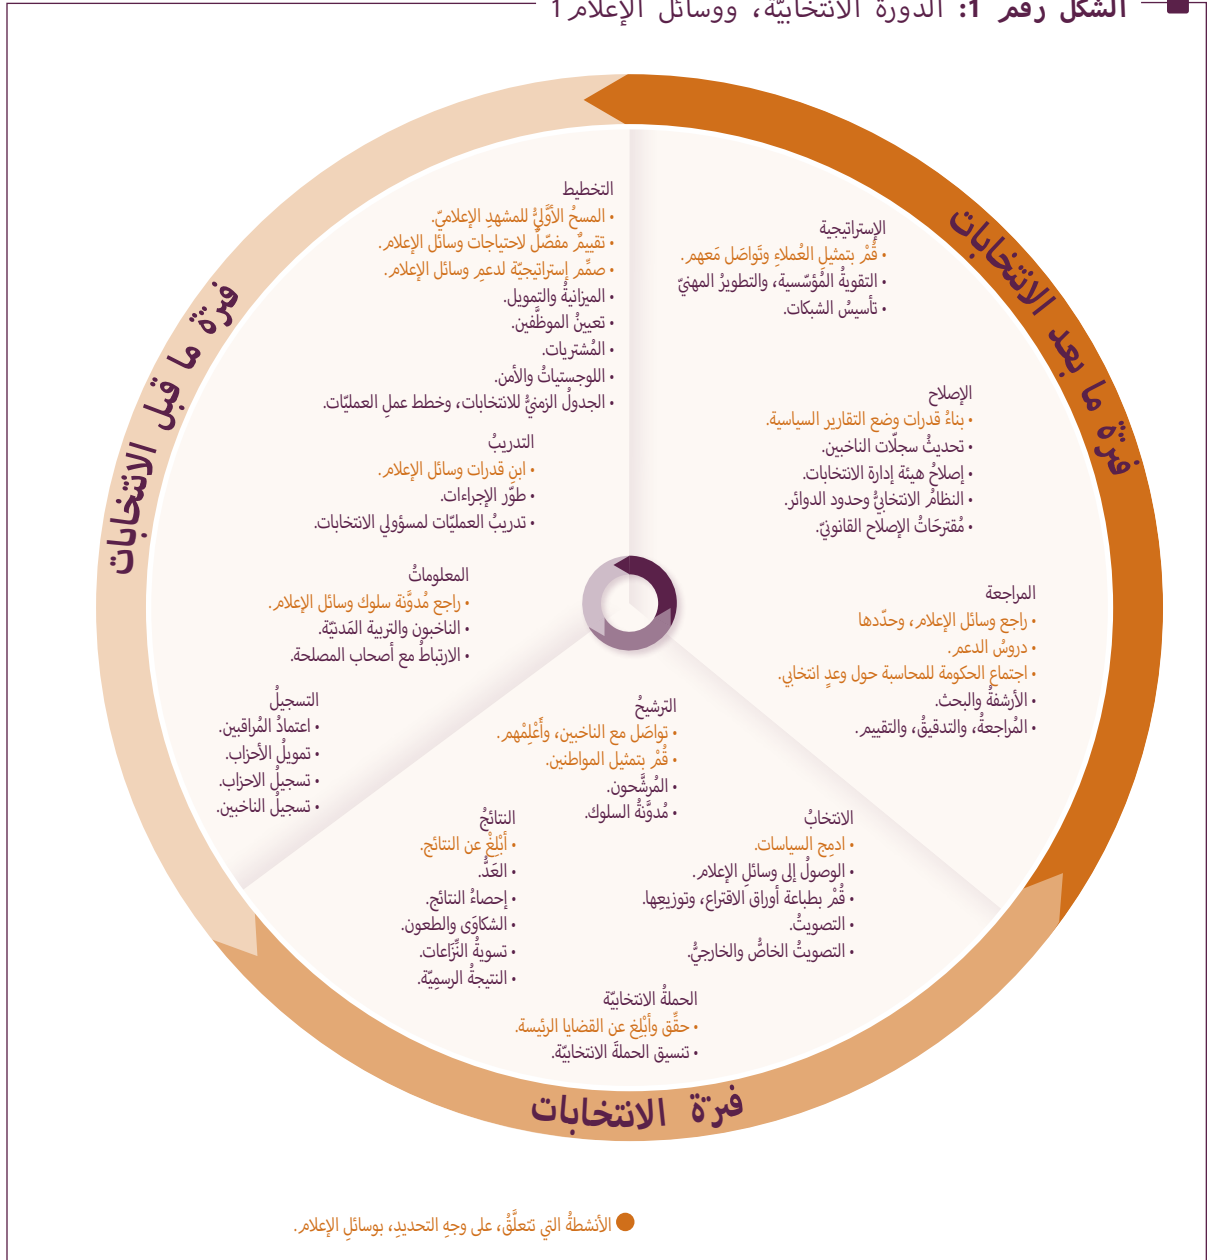 الشكل رقم 1: الدورة الانتخابيّة، ووسائل الإعلام1
فترة ما قبل الانتخابات
التخطيط
• المسحُ الأوَّليُّ للمشهدِ الإعلاميّ.
• تقييمٌ مفصّلٌ لاحتياجات وسائل الإعلام.
• صمِّم إستراتيجيّة لدعمِ وسائل الإعلام.
• الميزانيةُ والتمويل.
• تعيينُ الموظَّفين.
• المُشتريات.
• اللوجستياتُ والأمن.
• الجدولُ الزمنيُّ للانتخابات، وخطط عملِ العمليّات.
التدريبُ
• ابنِ قدرات وسائل الإعلام.
• طوّر الإجراءات.
• تدريبُ العمليّات لمسؤولي الانتخابات.
المعلوماتُ
• راجع مُدوَّنة سلوك وسائل الإعلام.
• الناخبون والتربية المَدنيّة.
• الارتباطُ مع أصحاب المصلحة.
التسجيلُ
• اعتمادُ المُراقبين.
• تمويلُ الأحزاب.
• تسجيلُ الاحزاب.
• تسجيلُ الناخبين.
فترة ما بعد الانتخابات
الإستراتيجية
• قُمْ بتمثيلِ العُملاءِ وتَواصَل مَعهم.
• التقويةُ المُؤسّسية، والتطويرُ المهنيّ
• تأسيسُ الشبكات.
الإصلاح
• بناءُ قدرات وضع التقارير السياسية.
• تحديثُ سجلّات الناخبين.
• إصلاحُ هيئة إدارة الانتخابات.
• النظامُ الانتخابيُّ وحدود الدوائر.
• مُقترحَاتُ الإصلاح القانونيّ.
المراجعة
• راجع وسائل الإعلام، وحدّدها
• دروسُ الدعم.
• اجتماع الحكومة للمحاسبة حول وعدٍ انتخابي.
• الأرشفةُ والبحث.
• المُراجعةُ، والتدقيقُ، والتقييم.
فترة الانتخابات
الترشيحُ
• تواصَل مع الناخبين، وأَعْلِمْهم.
• قُمْ بتمثيل المواطنين.
• المُرشَّحون.
• مُدوَّنةُ السلوك.
الانتخابُ
• ادمِج السياسات.
• الوصولُ إلى وسائلِ الإعلام.
• قُمْ بطباعة أوراق الاقتراع، وتوزيعِها.
• التصويتُ.
• التصويتُ الخاصُّ والخارجيُّ.
النتائجُ
• أبْلِغْ عن النتائج.
• العَدُّ.
• إحصاءُ النتائج.
• الشكاوَى والطعون.
• تسويةُ النِّزَاعات.
• النتيجةُ الرسمِيّة.
الحملةُ الانتخابيّة
• حقِّق وأبْلِغ عن القضايا الرئيسة.
• تنسيق الحملةَ الانتخابيّة.
الأنشطةُ التي تتعلَّقُ، على وجهِ التحديدِ، بوسائلِ الإعلام.